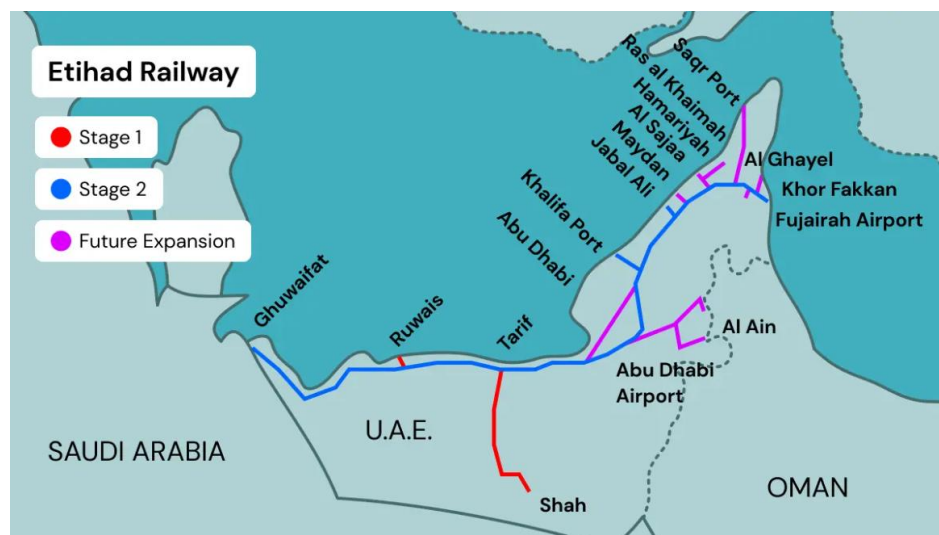 Etihad Railway
Stage 1
Stage 2
Future Expansion
Saqr Port
Ras al Khaimah
Hamariyah
Al Sajaa
Maydan
Jabal Ali
Khalifa Port
Abu Dhabi
Al Ghayel
Khor Fakkan
Fujairah Airport
Ghuwaifat
Ruwais
Tarif
Al Ain
Abu Dhabi
Airport
U.A.E.
SAUDI ARABIA
Shah
OMAN